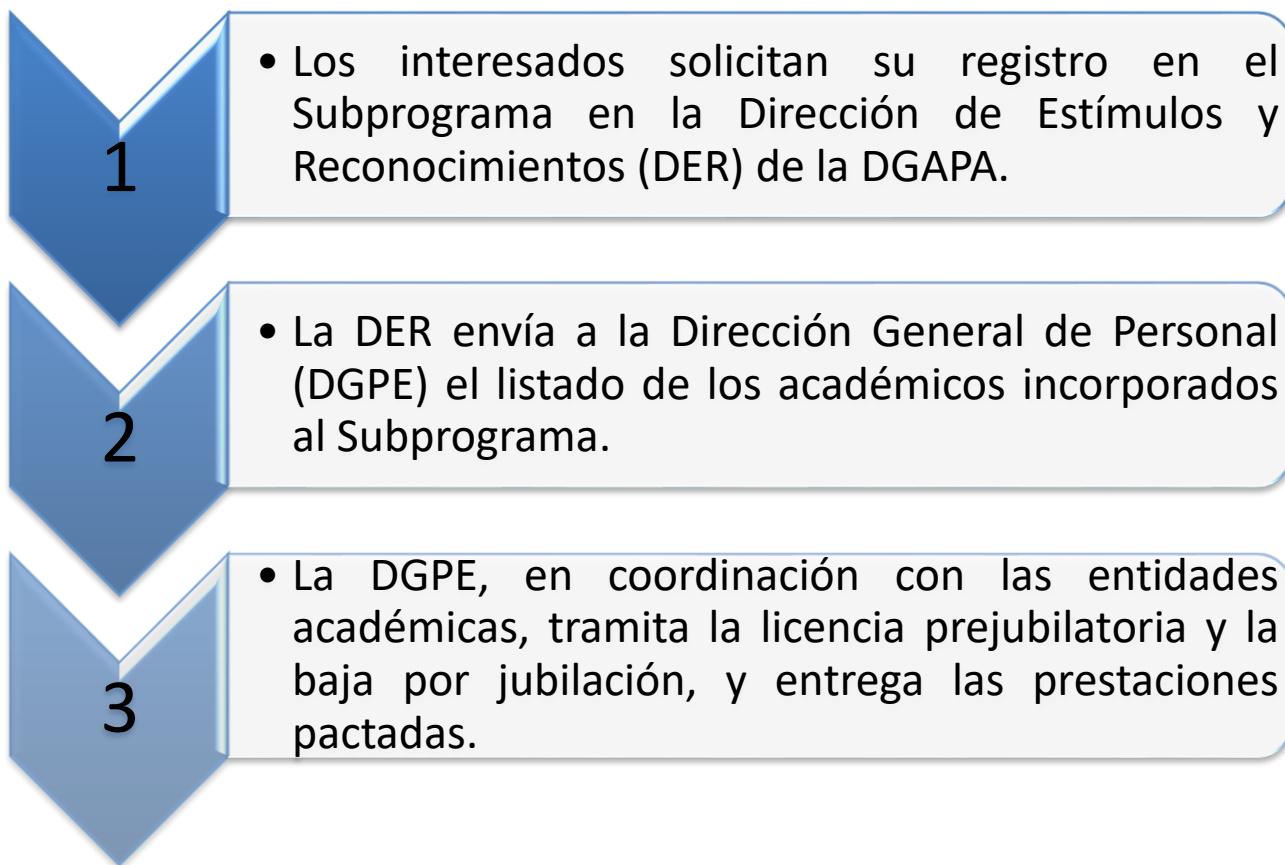 1
• Los interesados solicitan su registro en el
Subprograma en la Dirección de Estímulos y
Reconocimientos (DER) de la DGAPA.
2
• La DER envía a la Dirección General de Personal
(DGPE) el listado de los académicos incorporados
al Subprograma.
3
• La DGPE, en coordinación con las entidades
académicas, tramita la licencia prejubilatoria y la
baja por jubilación, y entrega las prestaciones
pactadas.